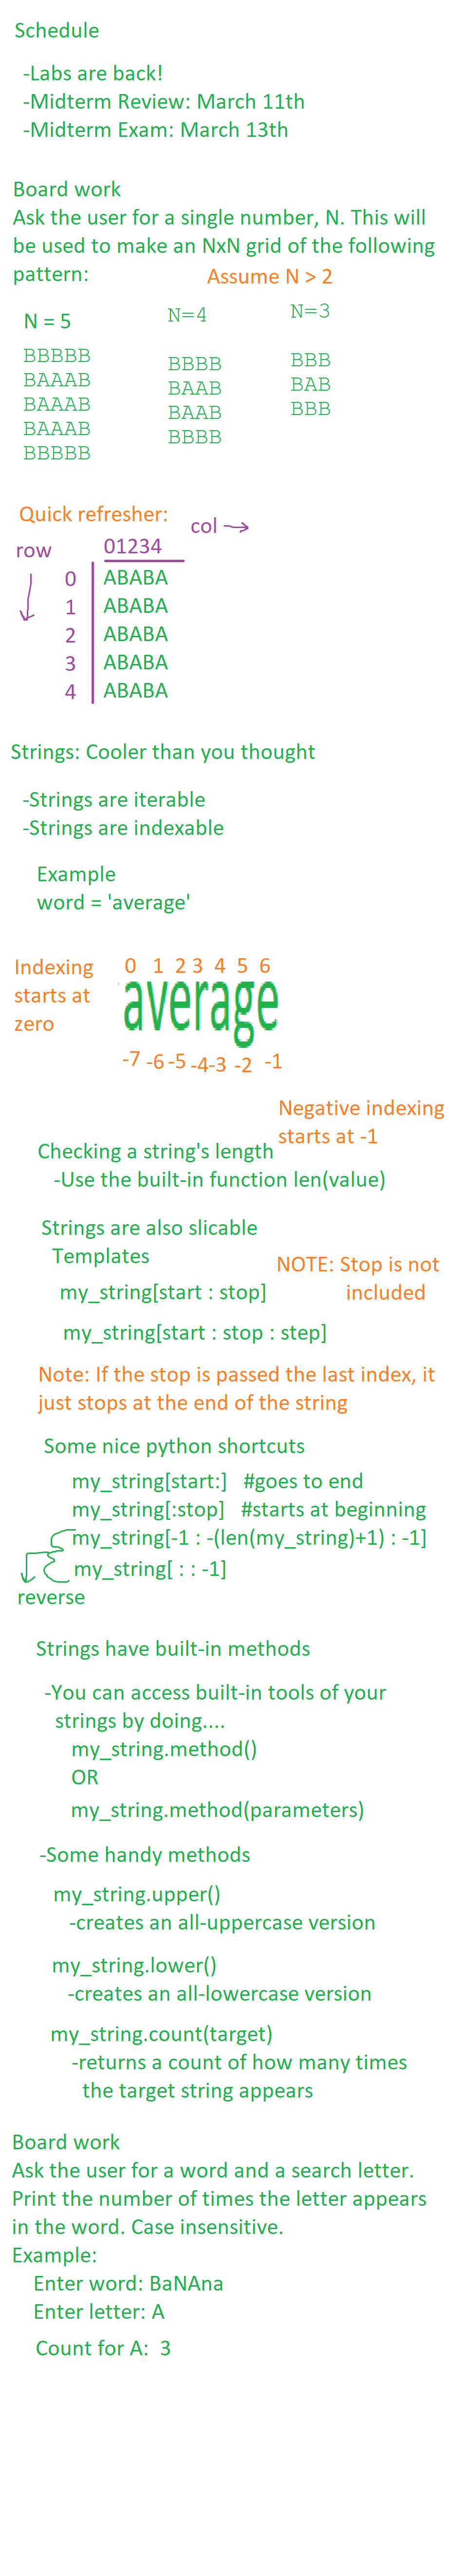 Schedule
-Labs are back!
-Midterm Review: March 11th
-Midterm Exam: March 13th
Board work
Ask the user for a single number, N. This will
be used to make an NxN grid of the following
pattern:
Assume N > 2
N = 5
BBBBB
BAAAB
BAAAB
BAAAB
BBBBB
N=4
BBBB
BAAB
BAAB
BBBB
N=3
BBB
BAB
BBB
Quick refresher:
col
row
01234
0 ABABA
1 ABABA
2 ABABA
3 ABABA
4 ABABA
Strings: Cooler than you thought
-Strings are iterable
-Strings are indexable
Example
word = 'average'
Indexing
starts at
zero
0 1 2 3 4 5 6
average
-7 -6 -5 -4 -3 -2 -1
Negative indexing
starts at -1
Checking a string's length
-Use the built-in function len(value)
Strings are also slicable
Templates
NOTE: Stop is not
included
my_string[start : stop]
my_string[start : stop : step]
Note: If the stop is passed the last index, it
just stops at the end of the string
Some nice python shortcuts
my_string[start:] #goes to end
my_string[:stop] #starts at beginning
my_string[-1 : -(len(my_string)+1) : -1]
my_string[ : : -1]
reverse
Strings have built-in methods
-You can access built-in tools of your
strings by doing....
my_string.method()
OR
my_string.method(parameters)
-Some handy methods
my_string.upper()
-creates an all-uppercase version
my_string.lower()
-creates an all-lowercase version
my_string.count(target)
-returns a count of how many times
the target string appears
Board work
Ask the user for a word and a search letter.
Print the number of times the letter appears
in the word. Case insensitive.
Example:
Enter word: BaNAna
Enter letter: A
Count for A: 3